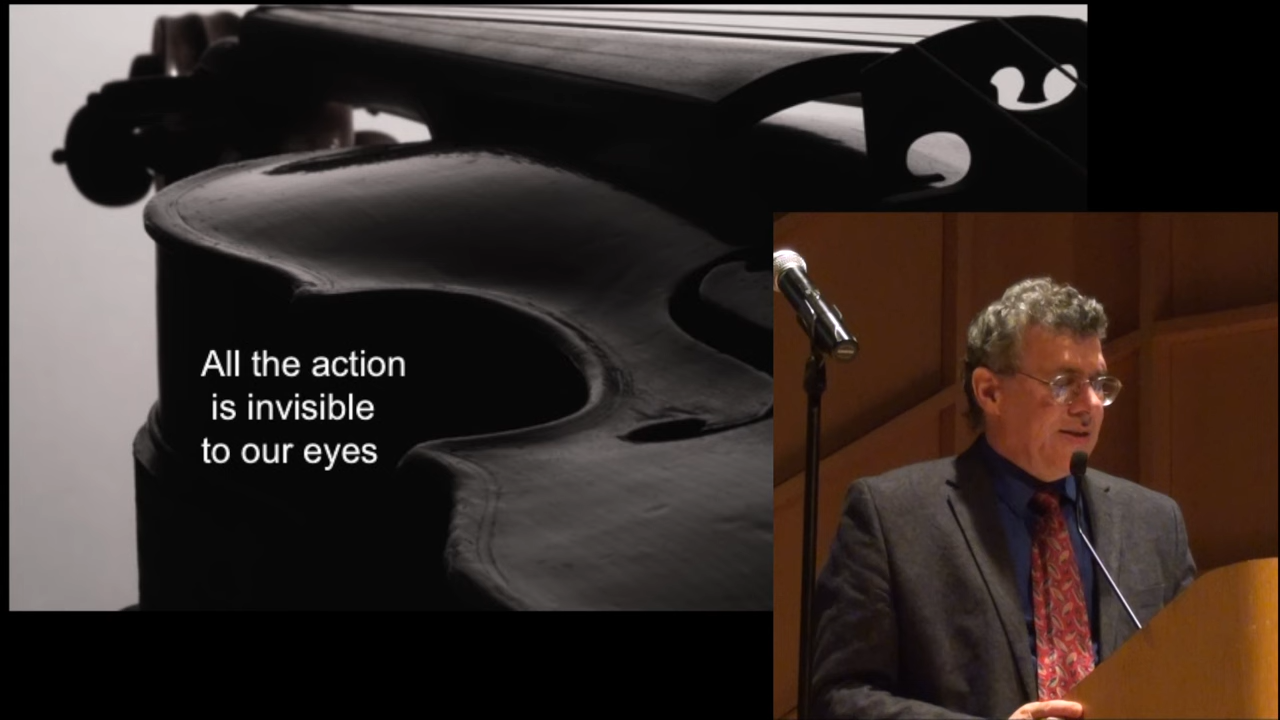 All the action
is invisible
to our eyes